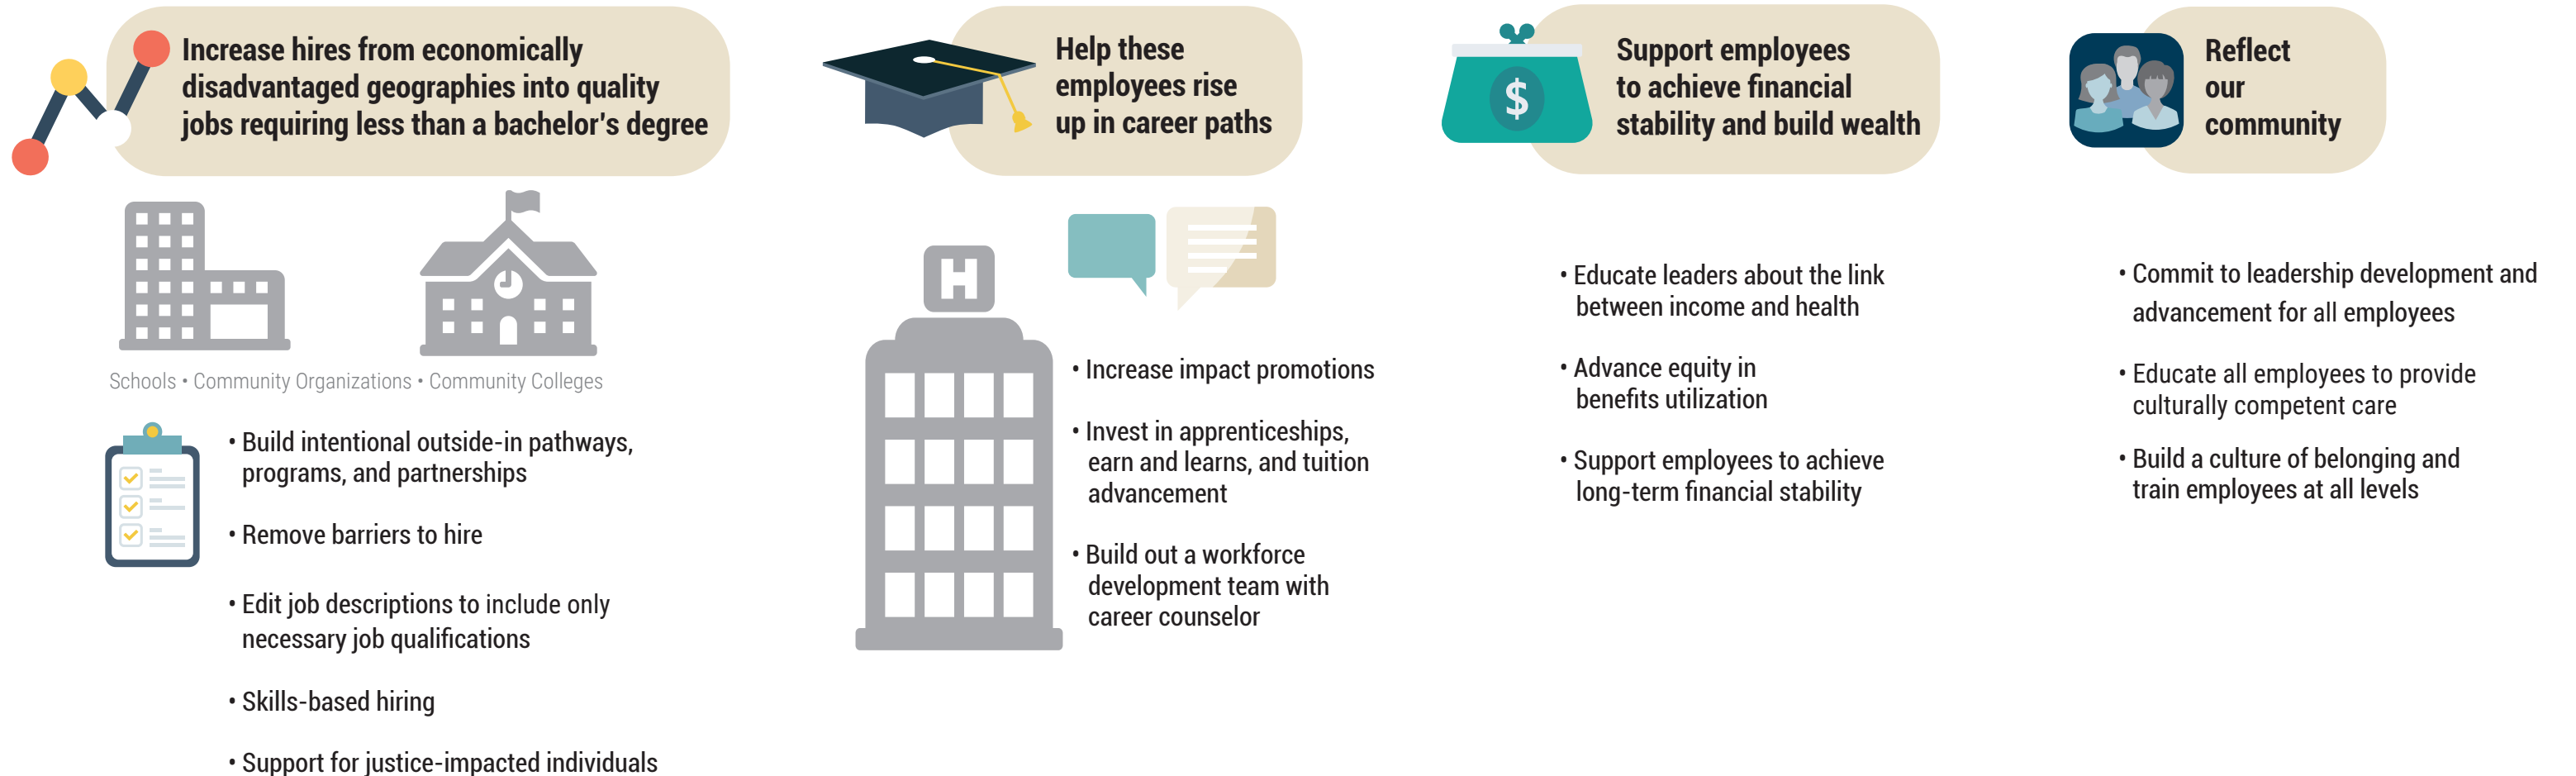 Increase hires from economically
disadvantaged geographies into quality
jobs requiring less than a bachelor's degree
Schools • Community Organizations • Community Colleges
• Build intentional outside-in pathways,
programs, and partnerships
• Remove barriers to hire
• Edit job descriptions to include only
necessary job qualifications
• Skills-based hiring
• Support for justice-impacted individuals
Help these
employees rise
up in career paths
H
• Increase impact promotions
• Invest in apprenticeships,
earn and learns, and tuition
advancement
• Build out a workforce
development team with
career counselor
$
Support employees
to achieve financial
stability and build wealth
• Educate leaders about the link
between income and health
• Advance equity in
benefits utilization
• Support employees to achieve
long-term financial stability
Reflect
our
community
• Commit to leadership development and
advancement for all employees
• Educate all employees to provide
culturally competent care
• Build a culture of belonging and
train employees at all levels